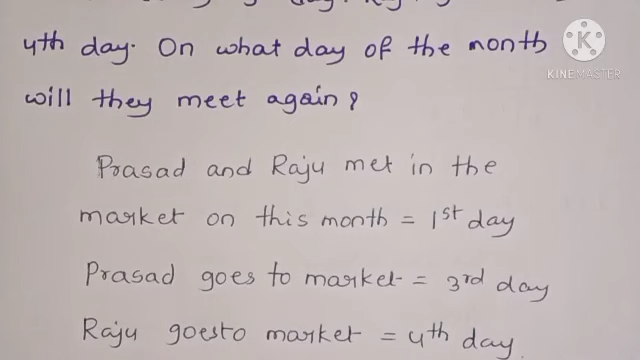 day.
4th day. On what day of the month
will they meet again?
Prasad and Raju met in the
market on this month = 1st day
Prasad goes to market = 3rd day
Raju goesto market = 4th day.
KINEMASTER